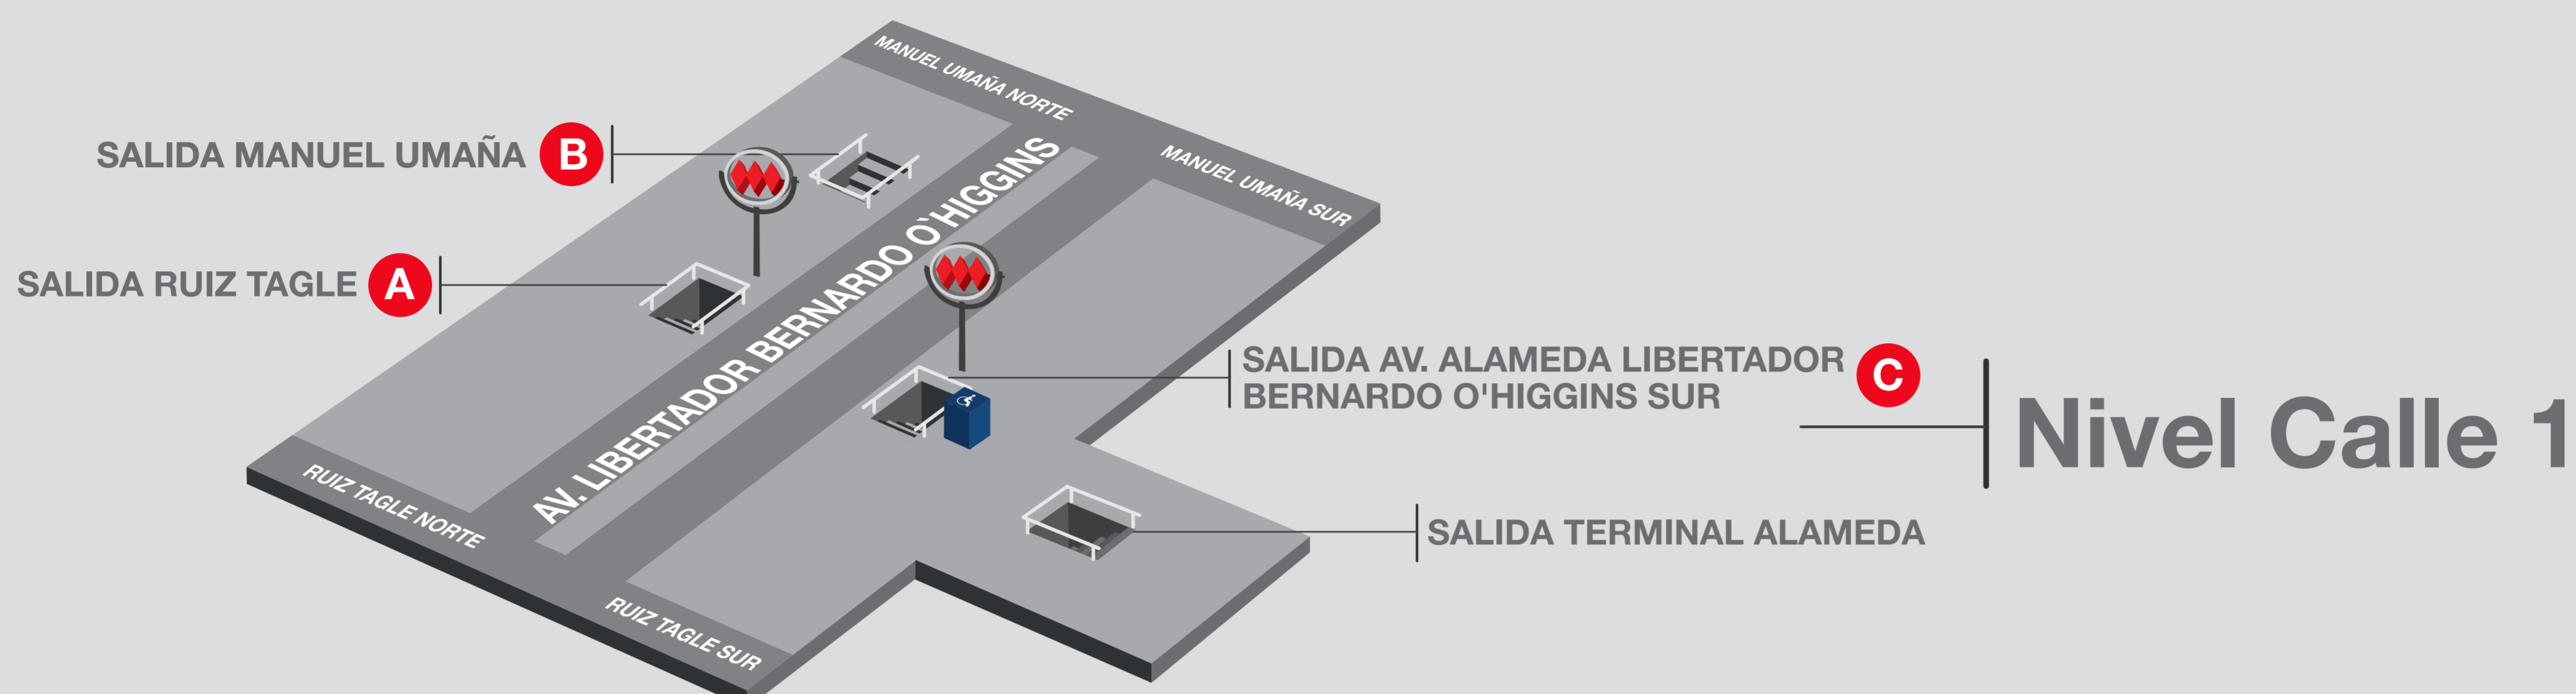 MANUEL UMAÑA NORTE
SALIDA MANUEL UMAÑA B
MANUEL UMAÑA SUR
SALIDA RUIZ TAGLE A
AV. LIBERTADOR BERNARDO O`HIGGINS
SALIDA AV. ALAMEDA LIBERTADOR
BERNARDO O'HIGGINS SUR
C
Nivel Calle 1
RUIZ TAGLE NORTE
SALIDA TERMINAL ALAMEDA
RUIZ TAGLE SUR